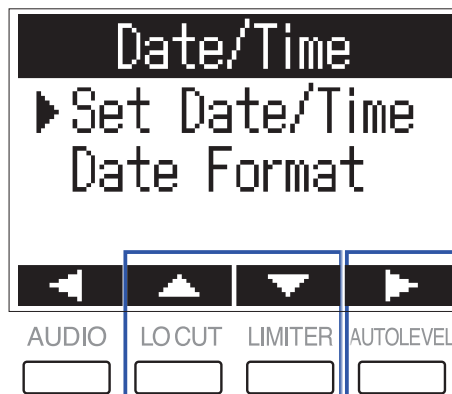 Date/Time
Set Date/Time
Date Format
AUDIO LO CUT LIMITER AUTOLEVEL